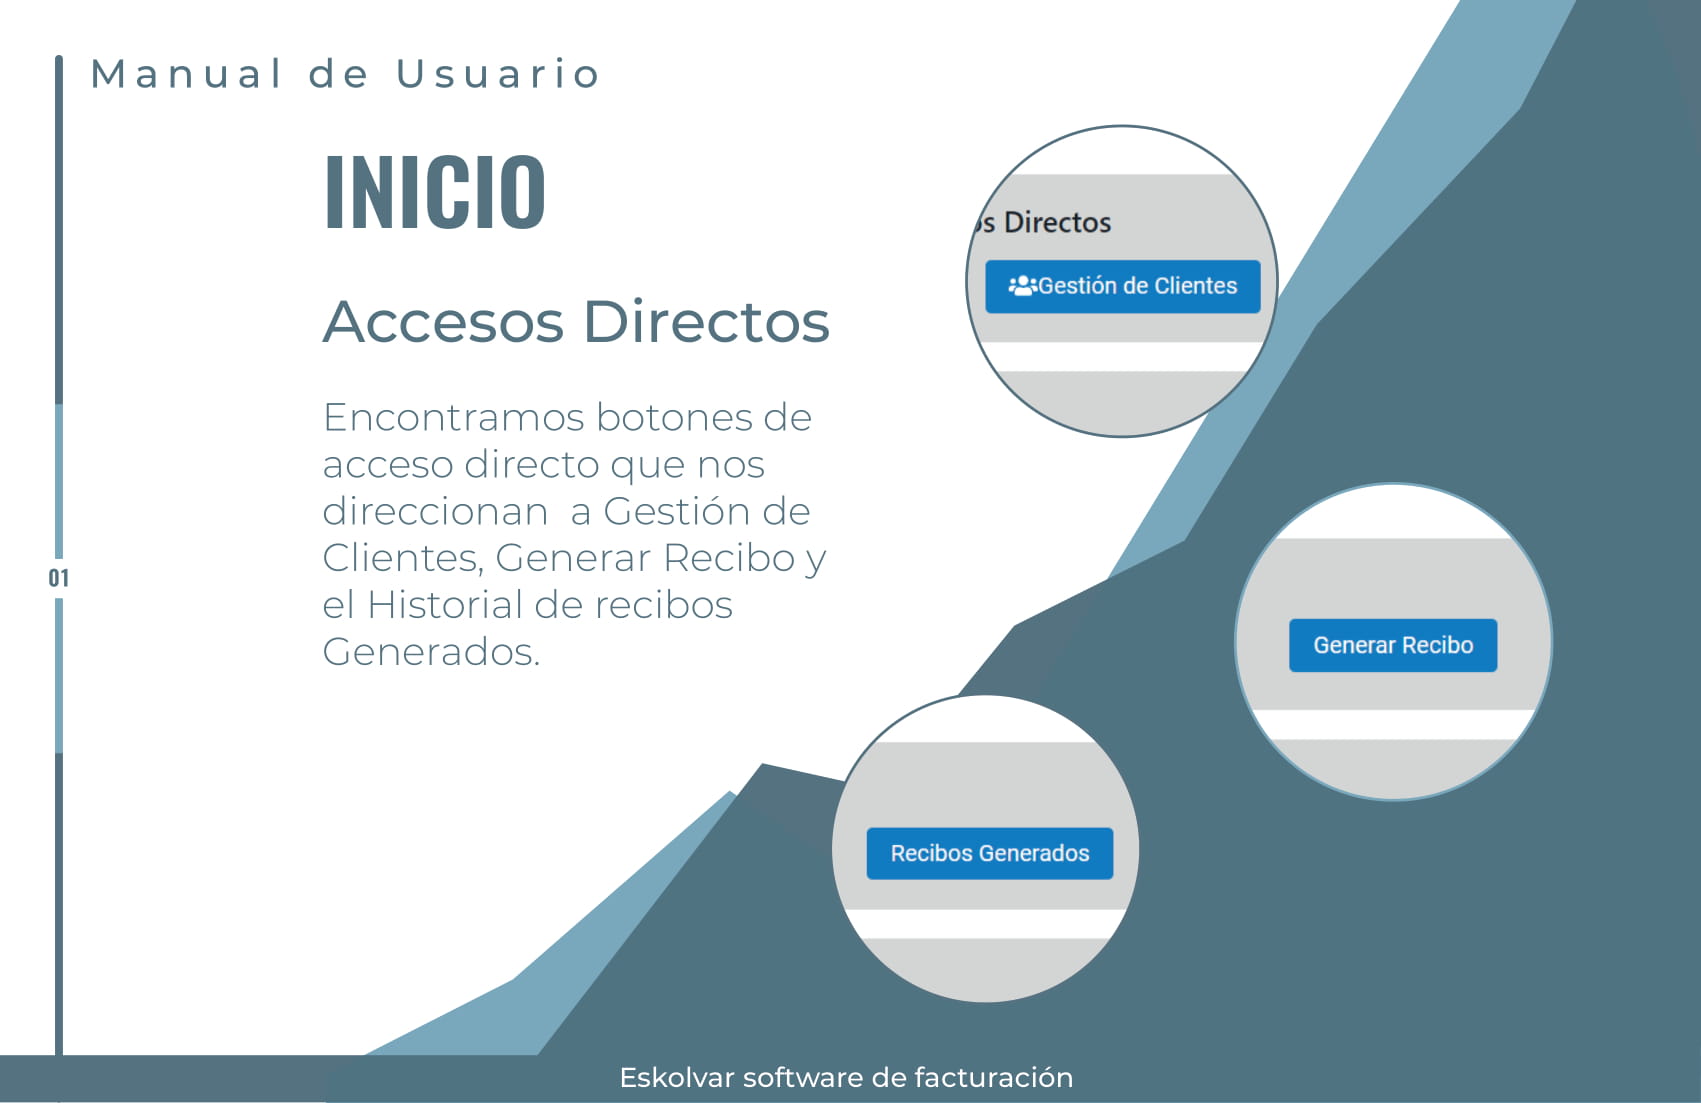 Manual de Usuario
INICIO
Accesos Directos
Encontramos botones de
acceso directo que nos
direccionan  a Gestión de
Clientes, Generar Recibo y
el Historial de recibos
Generados.
01
s Directos
Gestión de Clientes
Generar Recibo
Recibos Generados
Eskolvar software de facturación